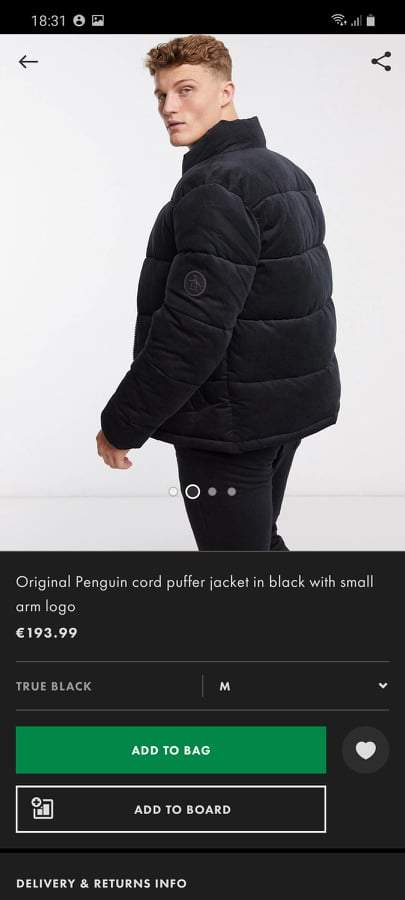 18:31
Original Penguin cord puffer jacket in black with small
arm logo
€193.99
TRUE BLACK
M
ADD TO BAG
ADD TO BOARD
DELIVERY & RETURNS INFO